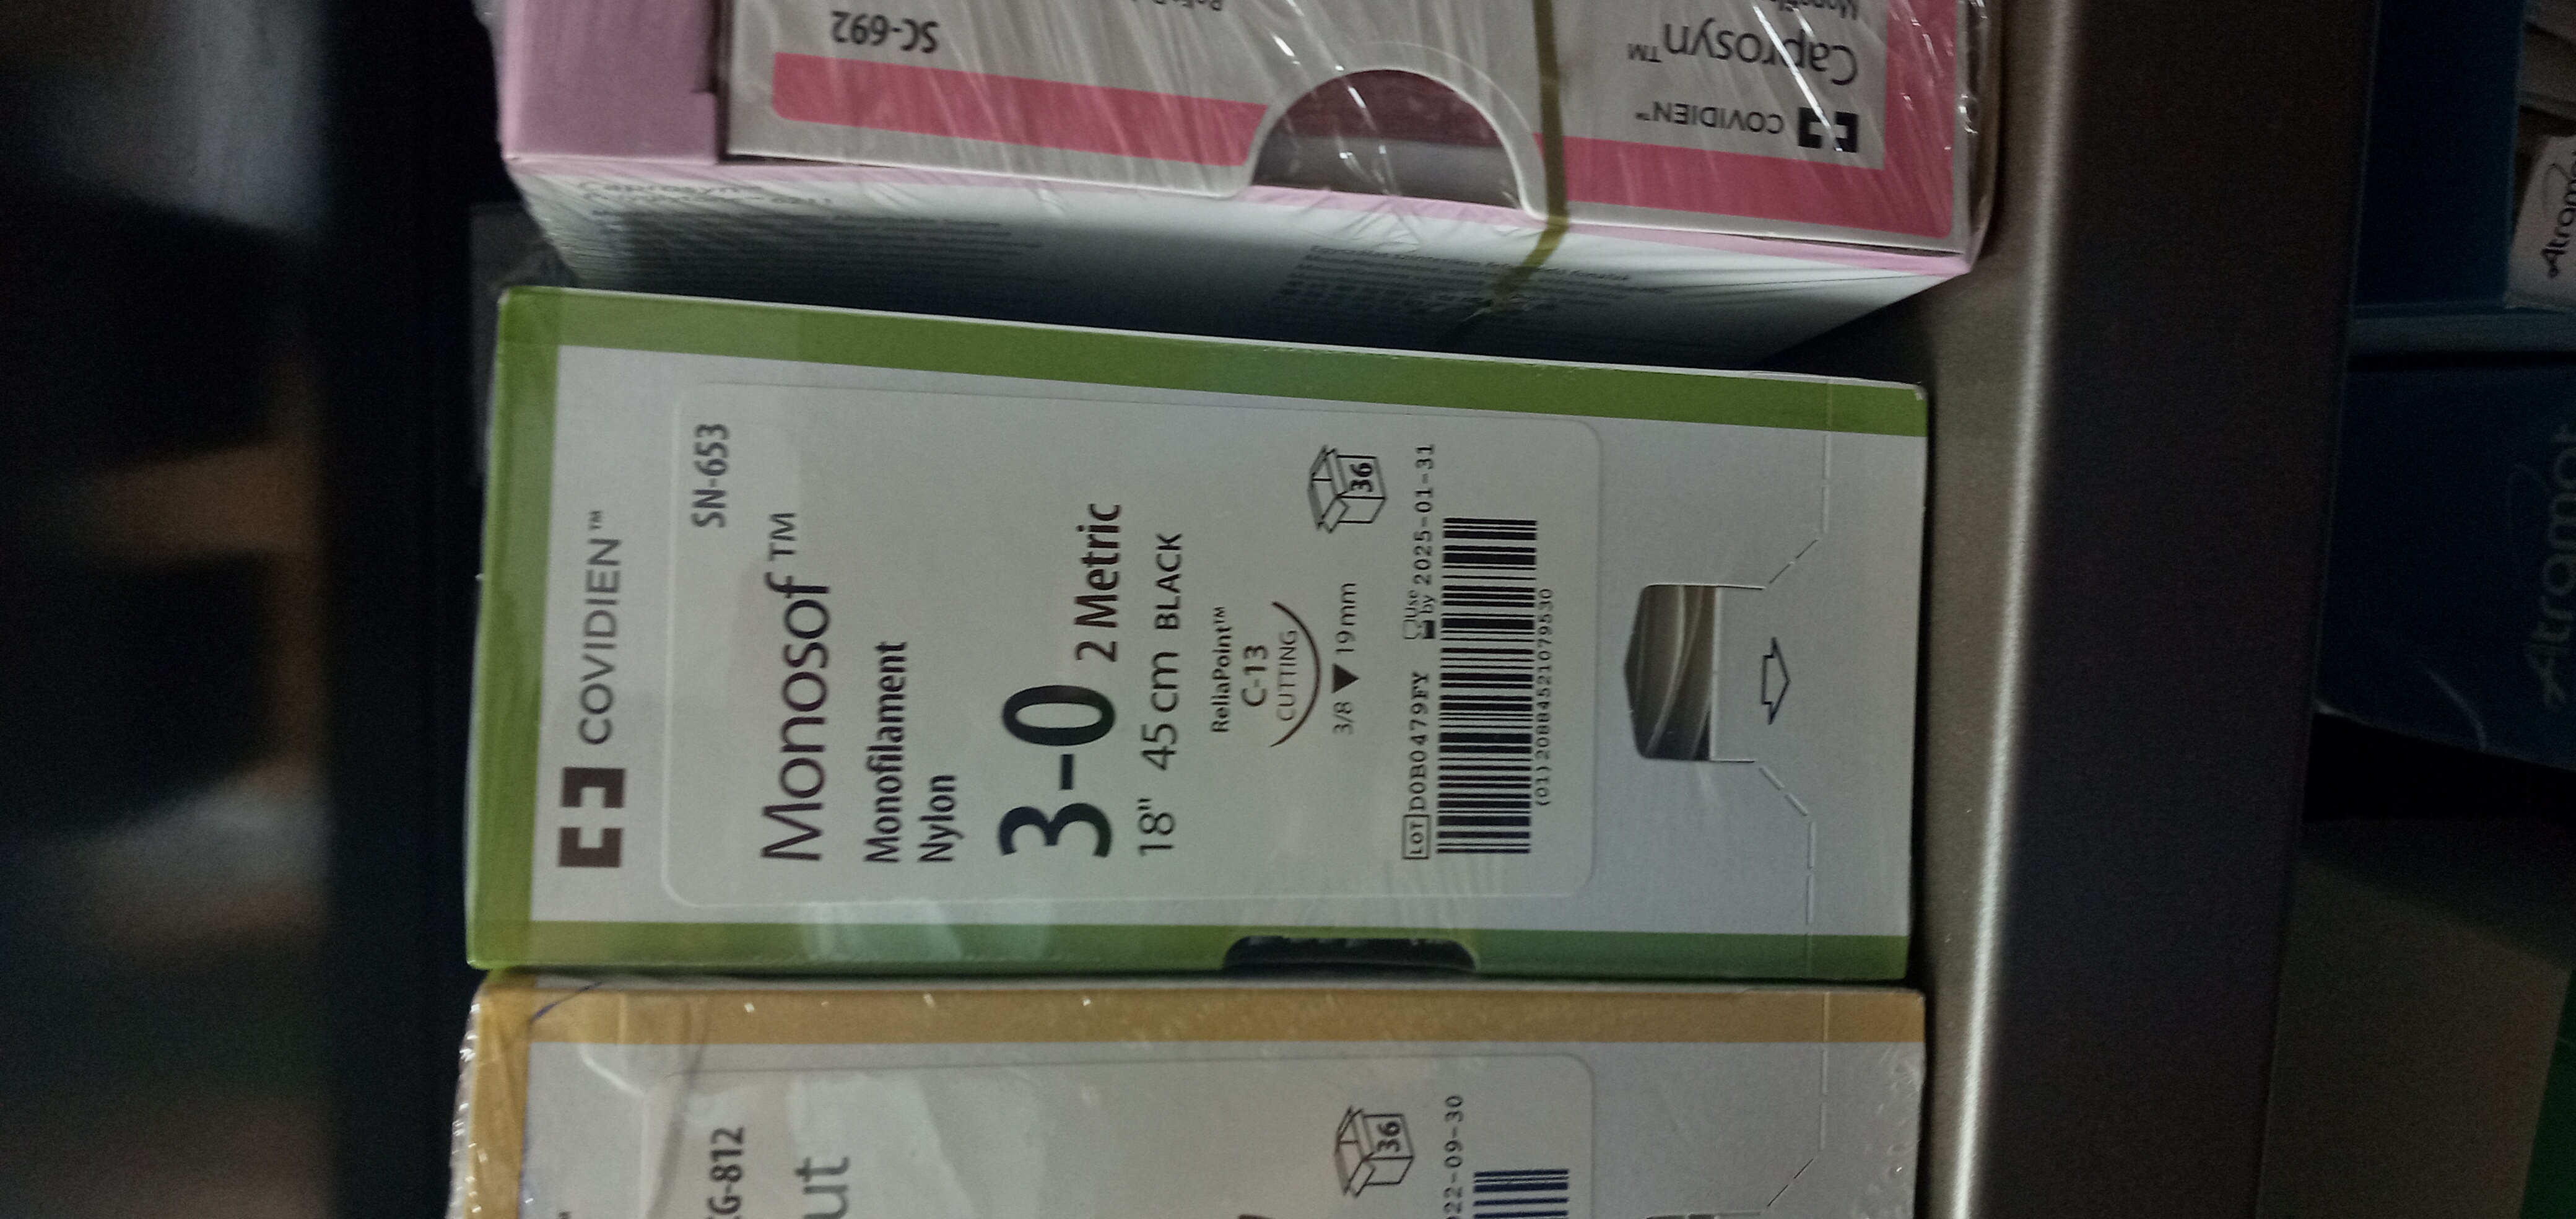 G-812
ut
36
22-09-30
COVIDIEN™
SN-653
Monosof™
Monofilament
Nylon
3-0 2 Metric
18" 45 cm BLACK
ReliaPoint™
C-13
CUTTING
3/8 19mm
36
LOT D0B0479FY Use by 2025-01-31
(01)20884521079530
SC-692
COVIDIEN™
Caprosyn™
Atramat
Atramat